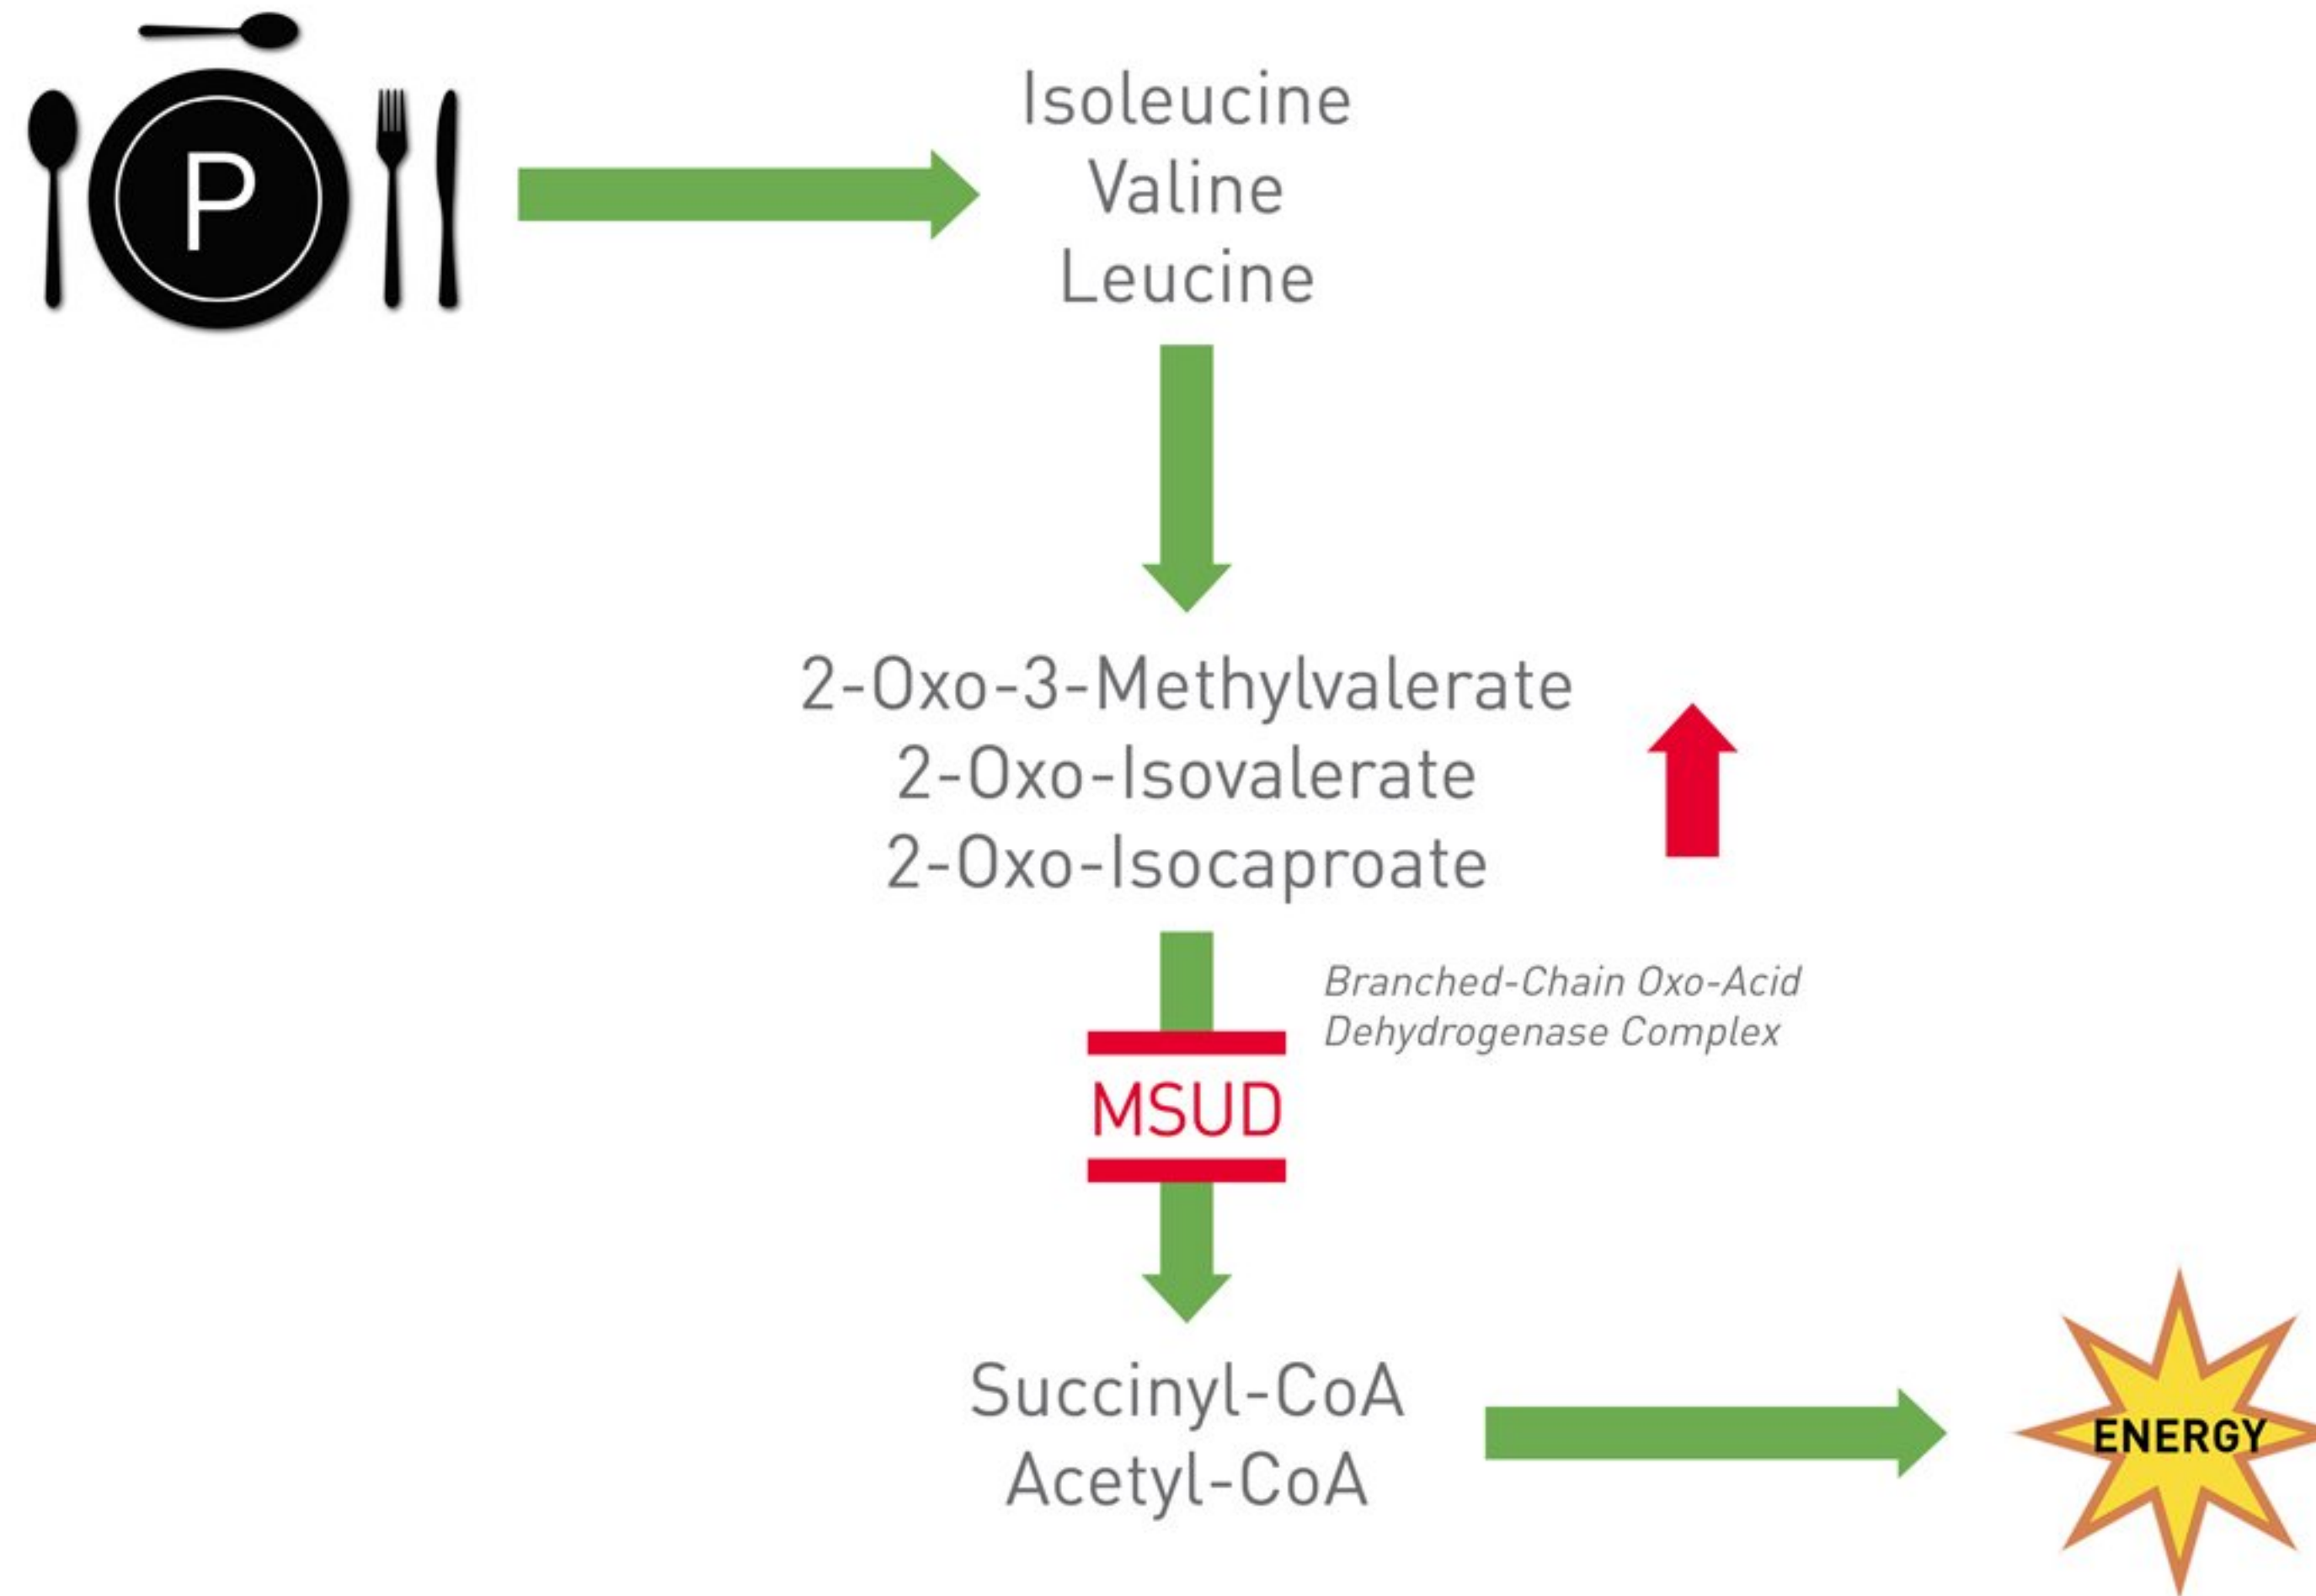 P
Isoleucine
Valine
Leucine
2-Oxo-3-Methylvalerate
2-Oxo-Isovalerate
2-Oxo-Isocaproate
Branched-Chain Oxo-Acid
Dehydrogenase Complex
MSUD
Succinyl-CoA
Acetyl-CoA
ENERGY